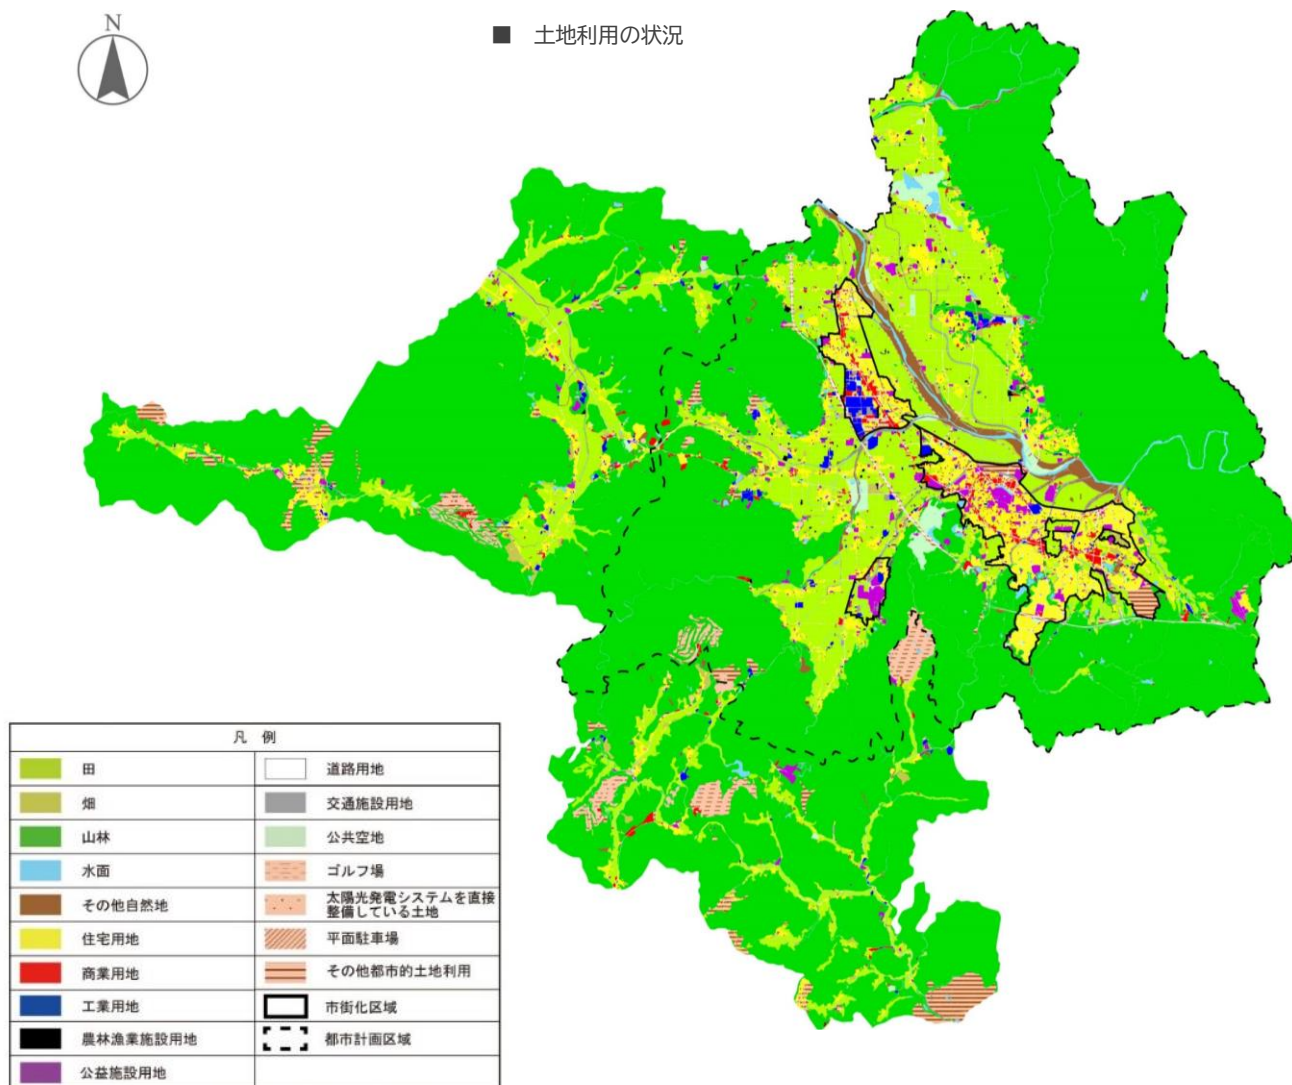 N
■ 土地利用の状況
凡 例
田
道路用地
畑
交通施設用地
山林
公共空地
水面
ゴルフ場
その他自然地
太陽光発電システムを直接
整備している土地
住宅用地
平面駐車場
商業用地
その他都市的土地利用
工業用地
市街化区域
農林漁業施設用地
都市計画区域
公益施設用地